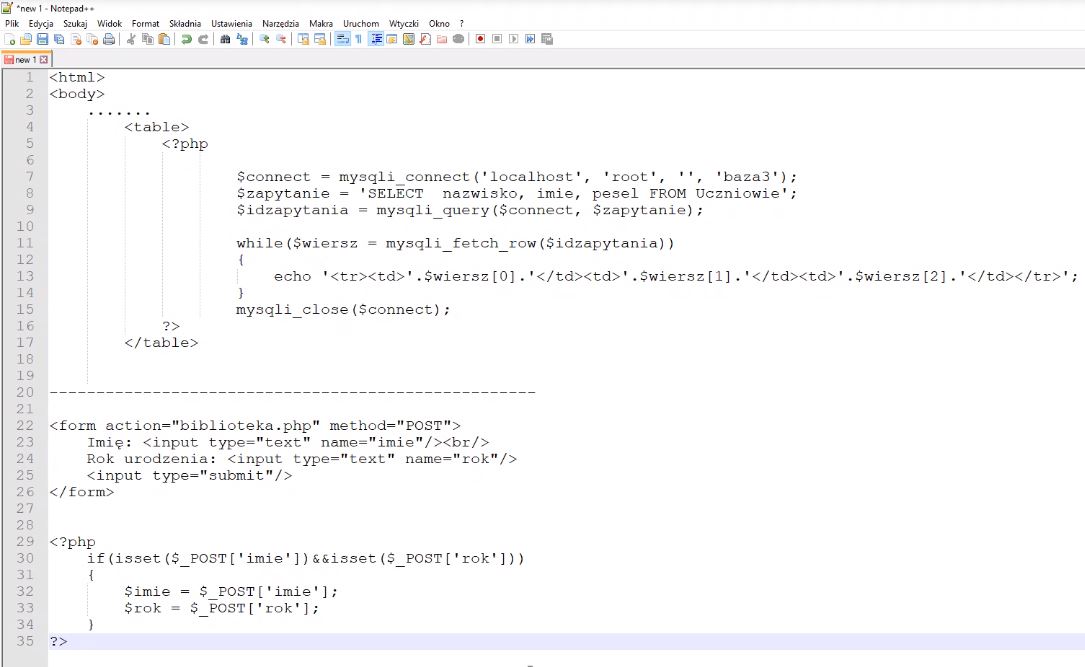 *new 1 - Notepad++
Plik Edycja Szukaj Widok Format Składnia Ustawienia Narzędzia Makra Uruchom Wtyczki Okno ?
new 1
1 <html>
2 <body>
3 .......
4 <table>
5 <?php
6
7 $connect = mysqli_connect('localhost', 'root', '', 'baza3');
8 $zapytanie = 'SELECT  nazwisko, imie, pesel FROM Uczniowie';
9 $idzapytania = mysqli_query($connect, $zapytanie);
10
11 while($wiersz = mysqli_fetch_row($idzapytania))
12 {
13 echo '<tr><td>'.$wiersz[0].'</td><td>'.$wiersz[1].'</td><td>'.$wiersz[2].'</td></tr>';
14 }
15 mysqli_close($connect);
16 ?>
17 </table>
18
19
20 ----------------------------------------------------
21
22 <form action="biblioteka.php" method="POST">
23 Imię: <input type="text" name="imie"/><br/>
24 Rok urodzenia: <input type="text" name="rok"/>
25 <input type="submit"/>
26 </form>
27
28
29 <?php
30 if(isset($_POST['imie'])&&isset($_POST['rok']))
31 {
32 $imie = $_POST['imie'];
33 $rok = $_POST['rok'];
34 }
35 ?>